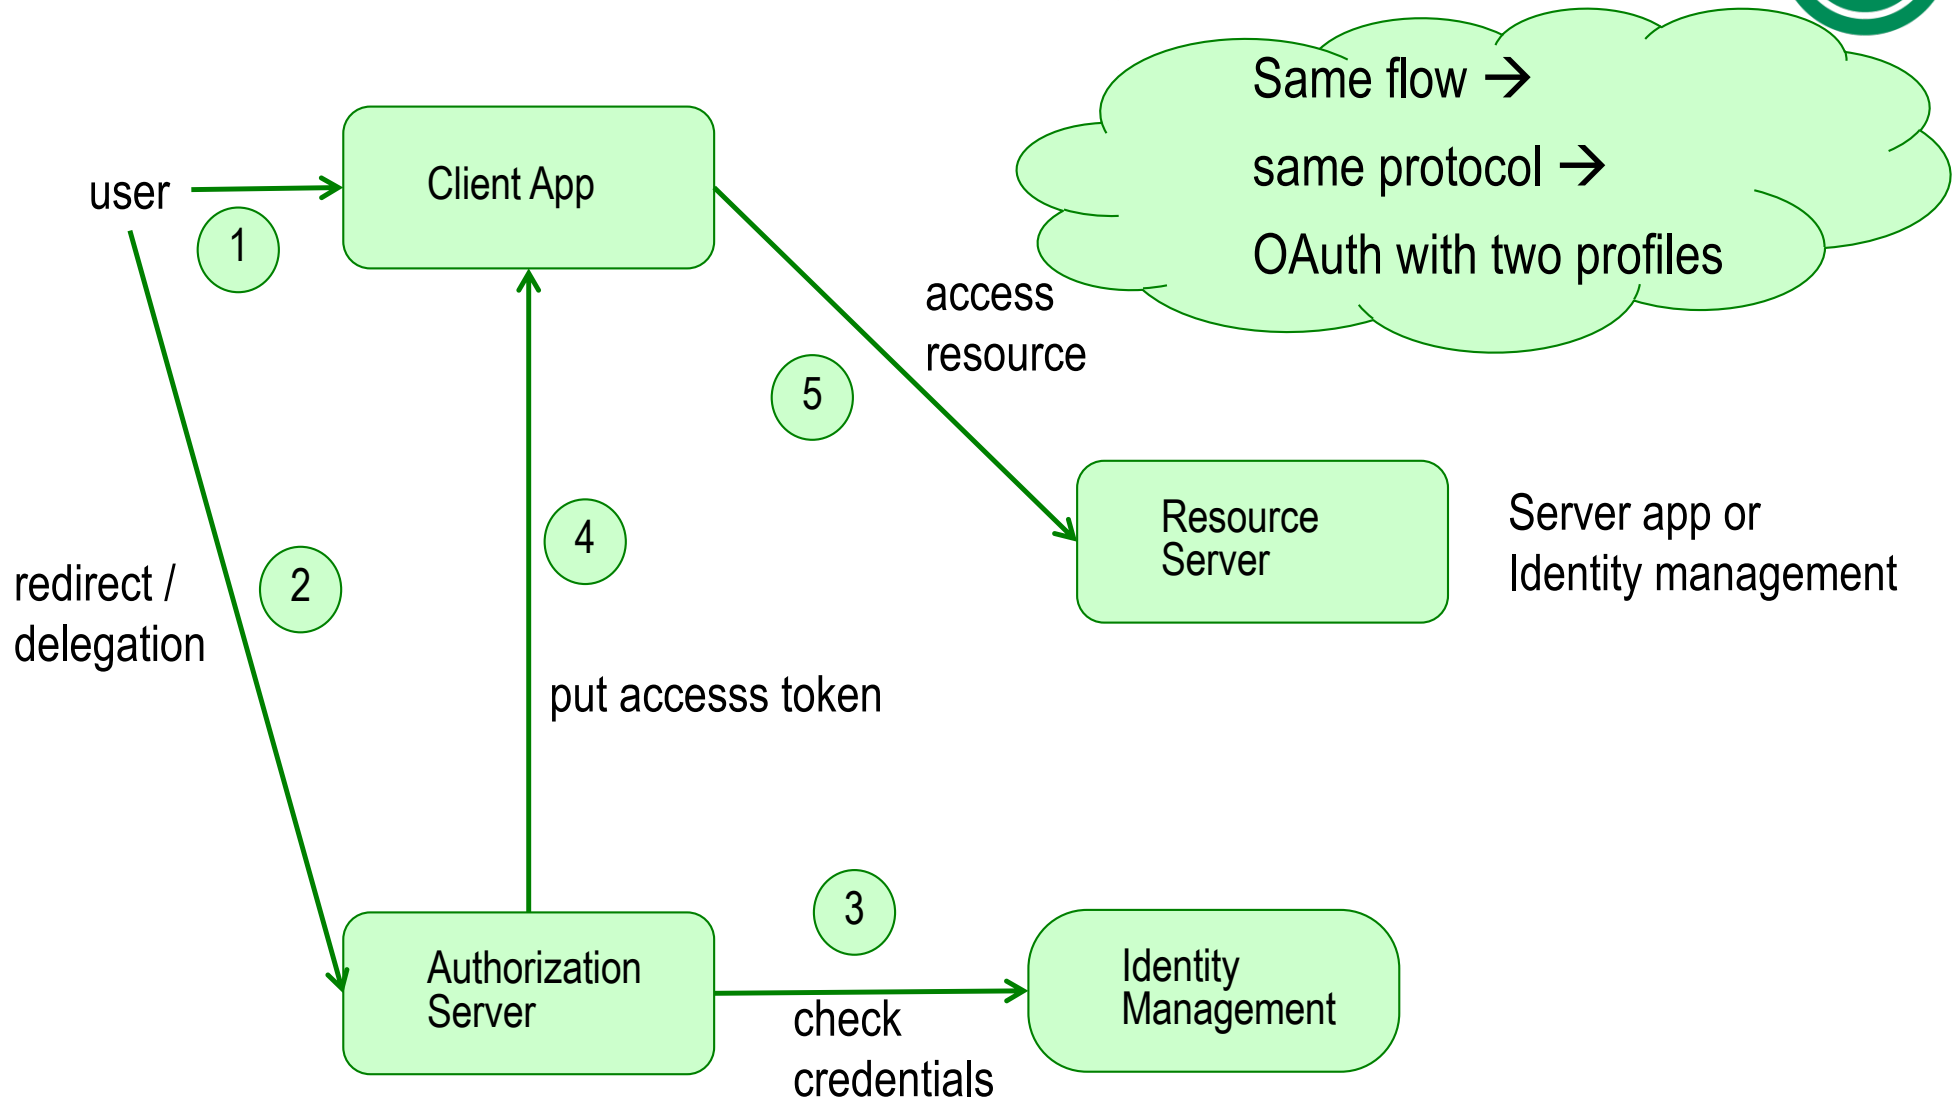 Same flow →
same protocol →
OAuth with two profiles
user
Client App
1
access
resource
5
Resource
Server
Server app or
Identity management
4
redirect /
delegation
2
put accesss token
3
Authorization
Server
check
credentials
Identity
Management